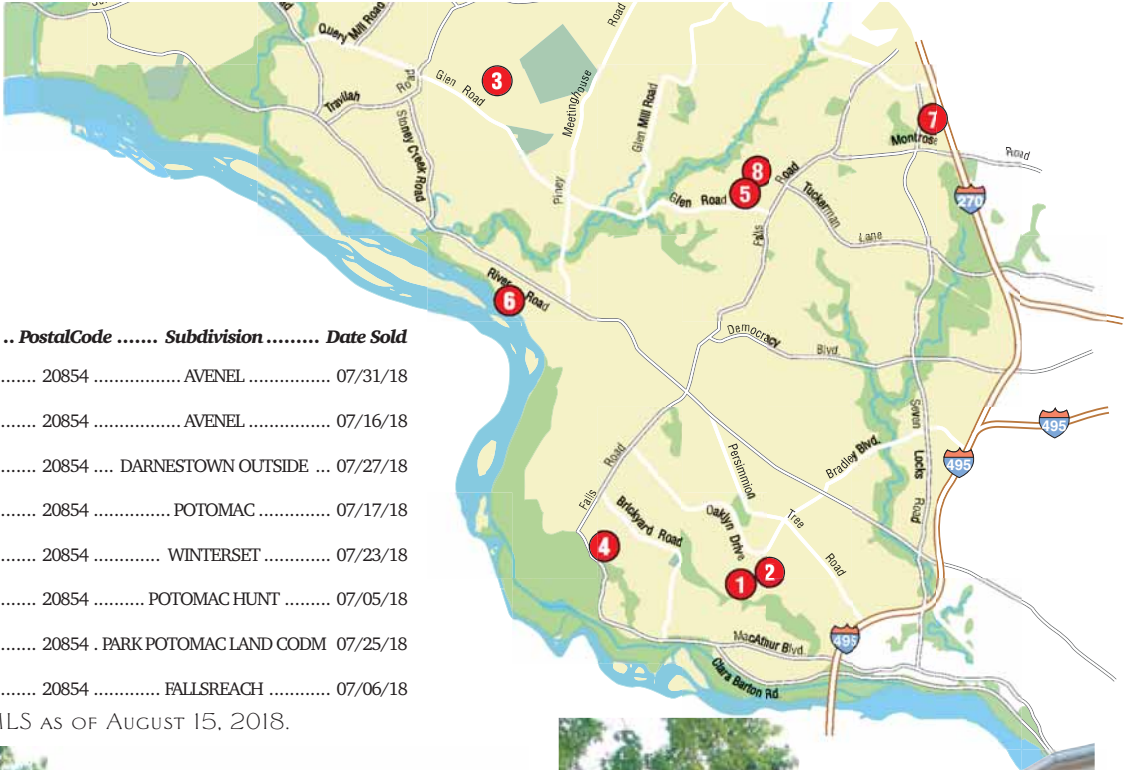 Query Mill Road
Road
3
Glen Road
Travilah
Road
Stoney Creek Road
Meetinghouse
Piney
Glen Mill Road
7
Montrose
Road
8
5
Glen Road
Road
Falls
Tuckerman
Lane
270
River Road
6
Democracy
Blvd.
.. PostalCode ....... Subdivision ......... Date Sold
....... 20854 ................. AVENEL ................ 07/31/18
....... 20854 ................. AVENEL ................ 07/16/18
....... 20854 .... DARNESTOWN OUTSIDE ... 07/27/18
....... 20854 ............... POTOMAC .............. 07/17/18
....... 20854 ............. WINTERSET ............. 07/23/18
....... 20854 .......... POTOMAC HUNT ......... 07/05/18
....... 20854 . PARK POTOMAC LAND CODM 07/25/18
....... 20854 .............. FALLSREACH ............ 07/06/18
MLS AS OF AUGUST 15, 2018.
Seven
Locks
Road
495
495
Falls
Road
Brickyard Road
Oaklyn Drive
Persimmion
Tree
Road
Bradley Blvd.
4
1
2
MacArthur Blvd.
495
Clara Barton Rd.